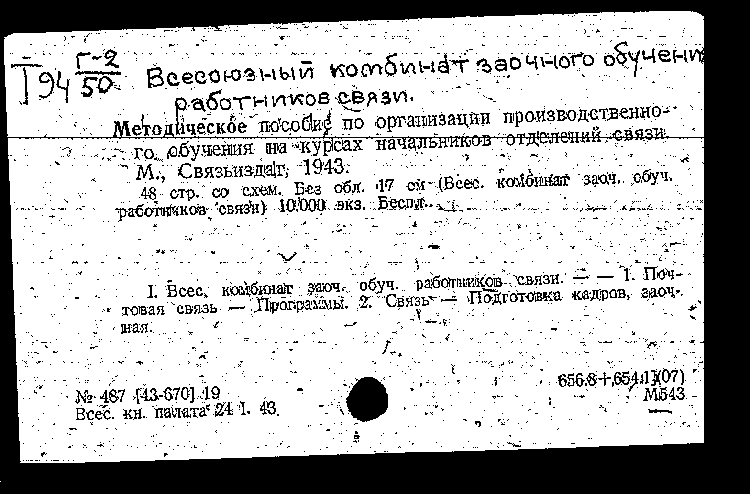 Т94 Г-2
50
Всесоюзный комбинат заочного обучени
работников связи.
Методическое пособие по организации производственно-
го обучения на курсах начальников отделений связи.
М., Связьиздат, 1943.
48 стр. со схем. Без обл. 17 см (Всес. комбинат заоч. обуч.
работников связи) 10.000 экз. Беспл.
I. Всес. комбинат заоч. обуч. работников связи. — — 1. Поч-
товая связь — Программы. 2. Связь — Подготовка кадров, заоч-
ная.
656.8+654.1](07)
№ 487 [43-670] 19
М543
Всес. кн. палата 24 I. 43